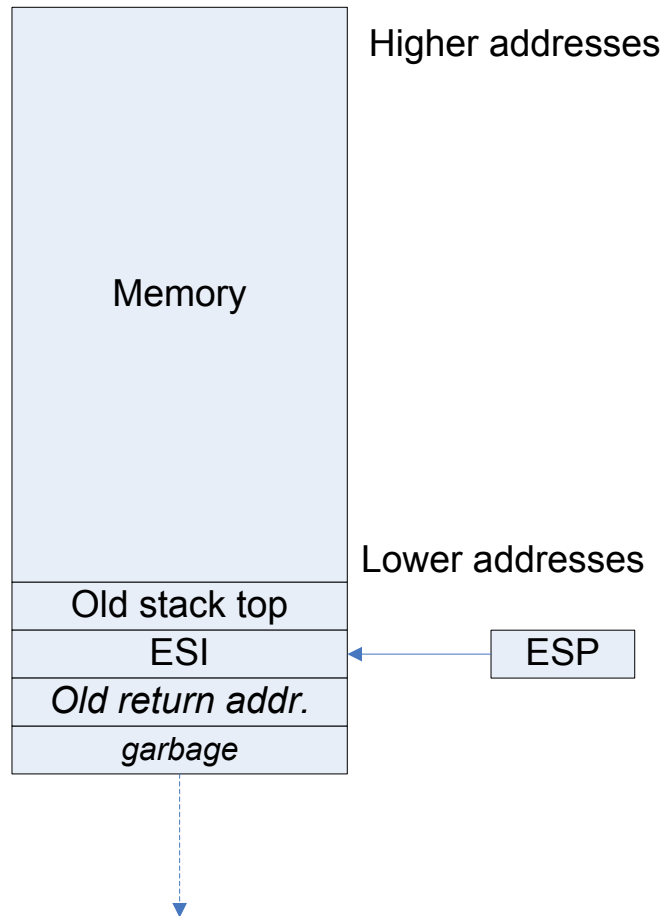 Higher addresses
Memory
Lower addresses
Old stack top
ESI
ESP
Old return addr.
garbage